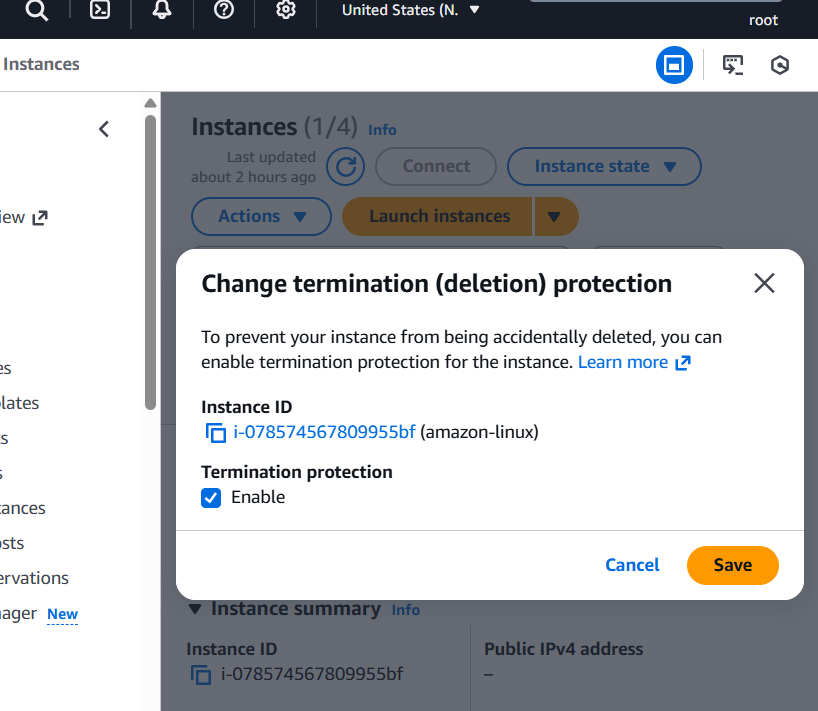 United States (N.
root
Instances
Instances (1/4) Info
Last updated
about 2 hours ago
Connect
Instance state
Actions
Launch instances
iew
Change termination (deletion) protection
To prevent your instance from being accidentally deleted, you can
enable termination protection for the instance. Learn more
Instance ID
i-078574567809955bf (amazon-linux)
Termination protection
Enable
Cancel
Save
es
lates
ts
s
ances
osts
ervations
ager New
Instance summary Info
Instance ID
i-078574567809955bf
Public IPv4 address
–